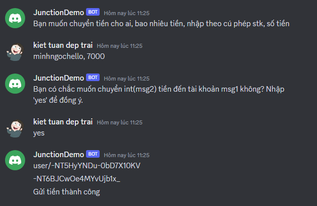 JunctionDemo BOT Hôm nay lúc 11:25
Bạn muốn chuyển tiền cho ai, bao nhiêu tiền, nhập theo cú phép stk, số tiền
kiet tuan dep trai Hôm nay lúc 11:25
minhngochello, 7000
JunctionDemo BOT Hôm nay lúc 11:25
Bạn có chắc muốn chuyển int(msg2) tiền đến tài khoản msg1 không? Nhập
'yes' để đồng ý.
kiet tuan dep trai Hôm nay lúc 11:25
yes
JunctionDemo BOT Hôm nay lúc 11:25
user/-NT5HyYNDu-0bD7X10KV
-NT6BJCwOe4MYvUjb1x_
Gửi tiền thành công